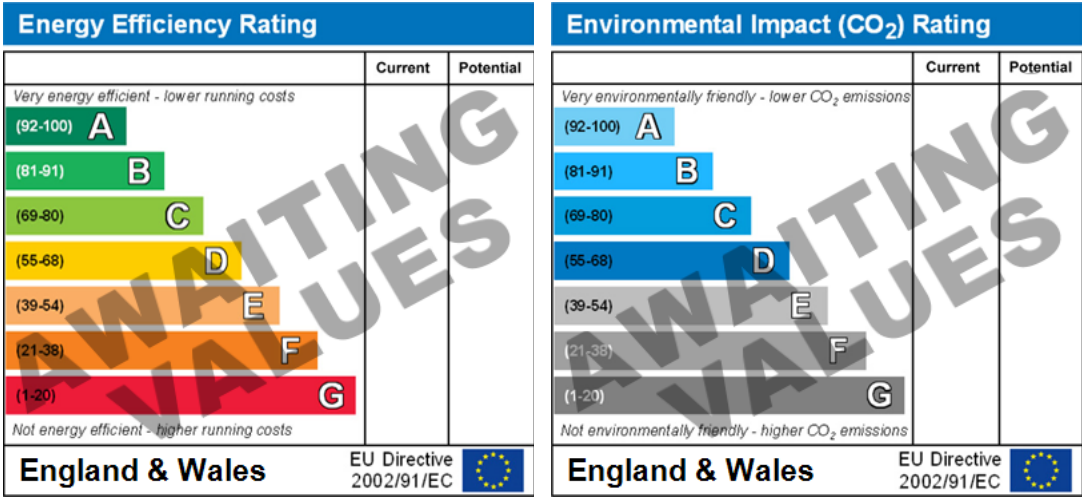 Energy Efficiency Rating
Current Potential
Very energy efficient - lower running costs
(92-100) A
(81-91) B
(69-80) C
(55-68) D
(39-54) E
(21-38) F
(1-20) G
Not energy efficient - higher running costs
AWAITING
VALUES
England & Wales
EU Directive
2002/91/EC
Environmental Impact (CO₂) Rating
Current Potential
Very environmentally friendly - lower CO₂ emissions
(92-100) A
(81-91) B
(69-80) C
(55-68) D
(39-54) E
(21-38) F
(1-20) G
Not environmentally friendly - higher CO₂ emissions
AWAITING
VALUES
England & Wales
EU Directive
2002/91/EC